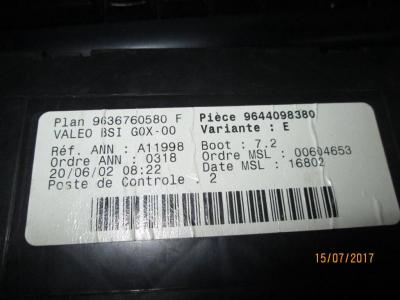 Plan 9636760580 F Pièce 9644098380
VALEO BSI G0X-00 Variante : E
Réf. ANN : A11998 Boot : 7.2
Ordre ANN : 0318 Ordre MSL : 00604653
20/06/02 08:22 Date MSL : 16802
Poste de Controle . 2
15/07/2017